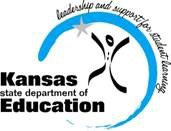 leadership and support for student learning
Kansas
state department of
Education